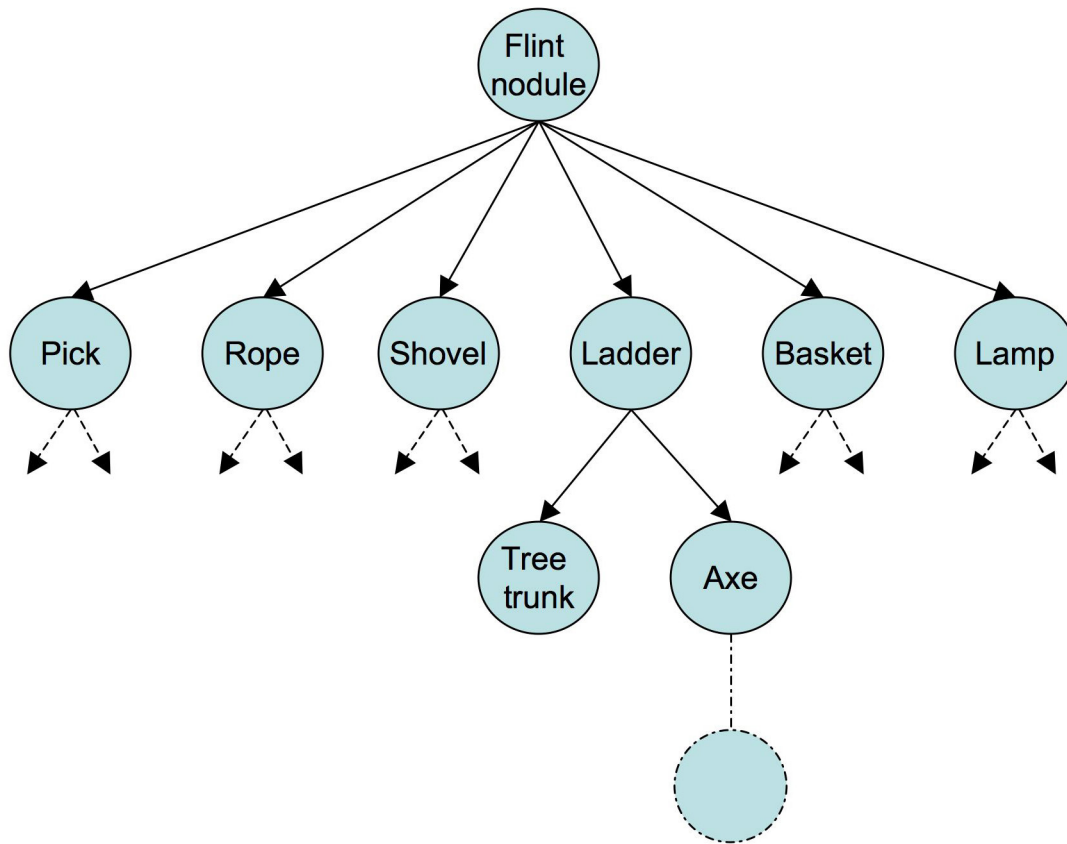 Flint
nodule
Pick
Rope
Shovel
Ladder
Basket
Lamp
Tree
trunk
Axe